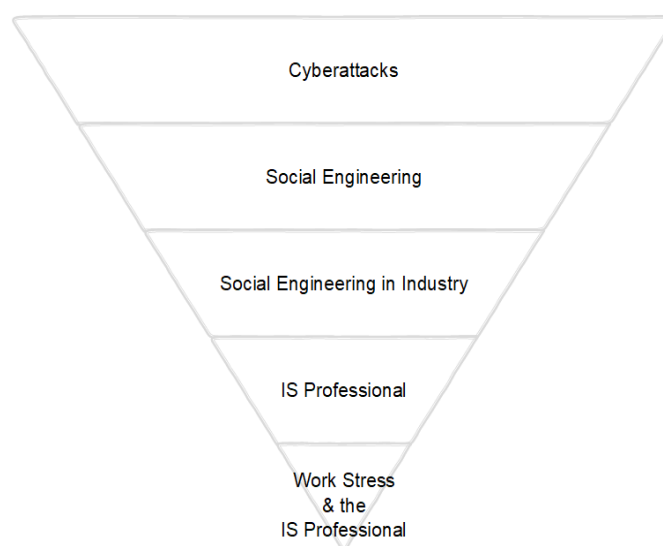 Cyberattacks
Social Engineering
Social Engineering in Industry
IS Professional
Work Stress
& the
IS Professional